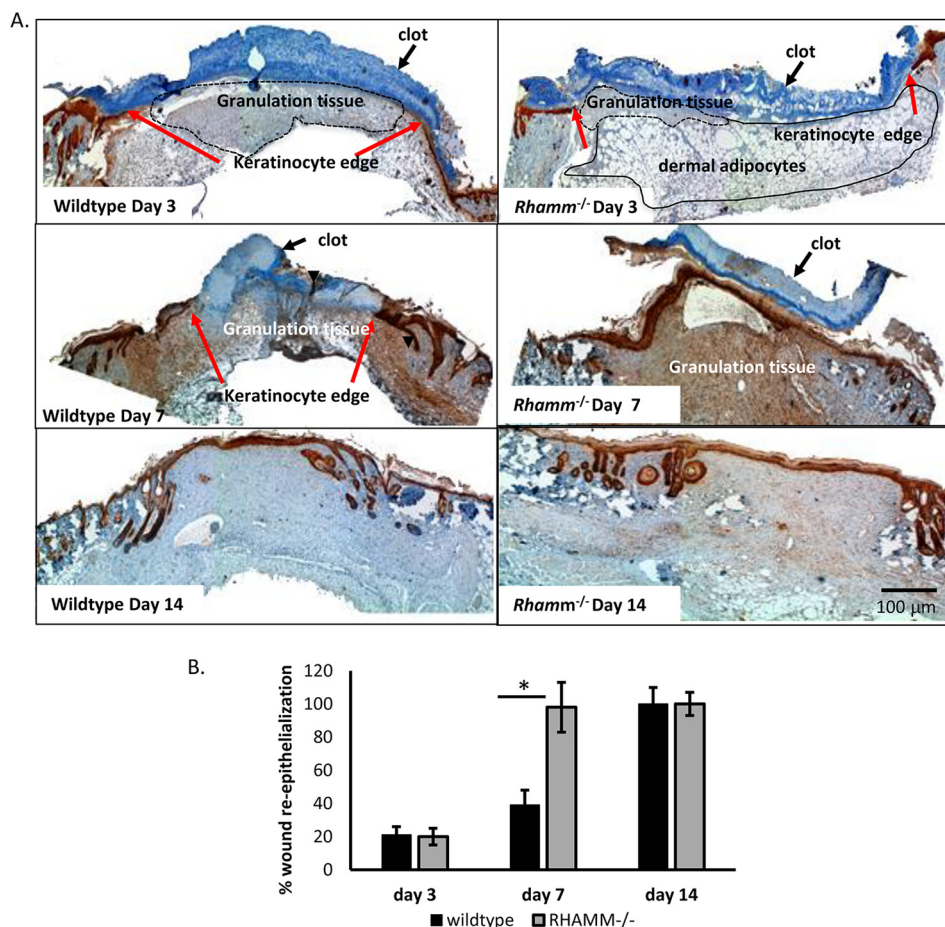 A.
clot
Granulation tissue
Keratinocyte edge
Wildtype Day 3
clot
Granulation tissue
keratinocyte edge
dermal adipocytes
Rhamm-/- Day 3
clot
Granulation tissue
Keratinocyte edge
Wildtype Day 7
clot
Granulation tissue
Rhamm-/- Day 7
Wildtype Day 14
Rhamm-/- Day 14
100 µm
B.
% wound re-epithelialization
120
100
80
60
40
20
0
*
day 3 day 7 day 14
wildtype RHAMM-/-